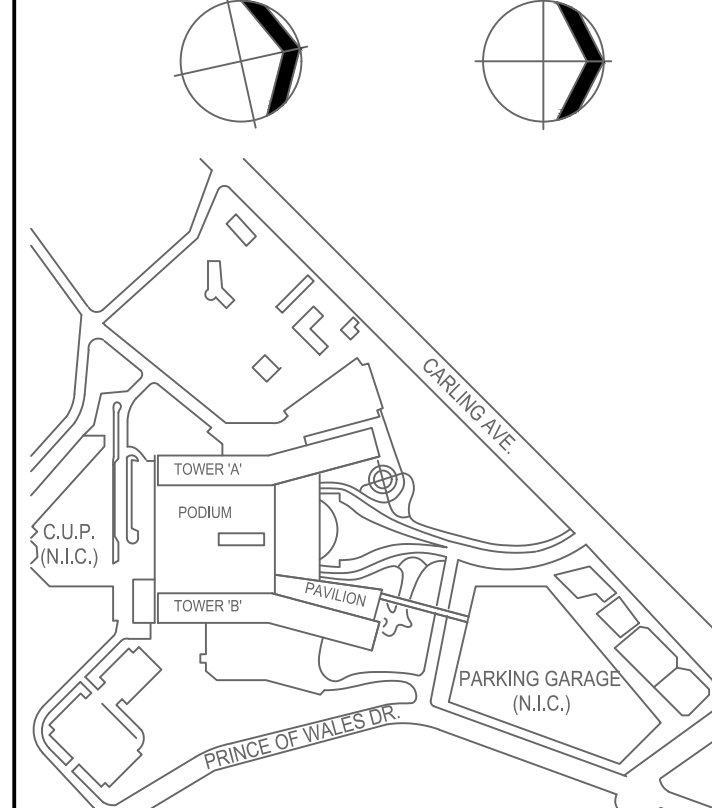 CARLING AVE.
TOWER 'A'
PODIUM
C.U.P.
(N.I.C.)
PAVILION
TOWER 'B'
PARKING GARAGE
(N.I.C.)
PRINCE OF WALES DR.